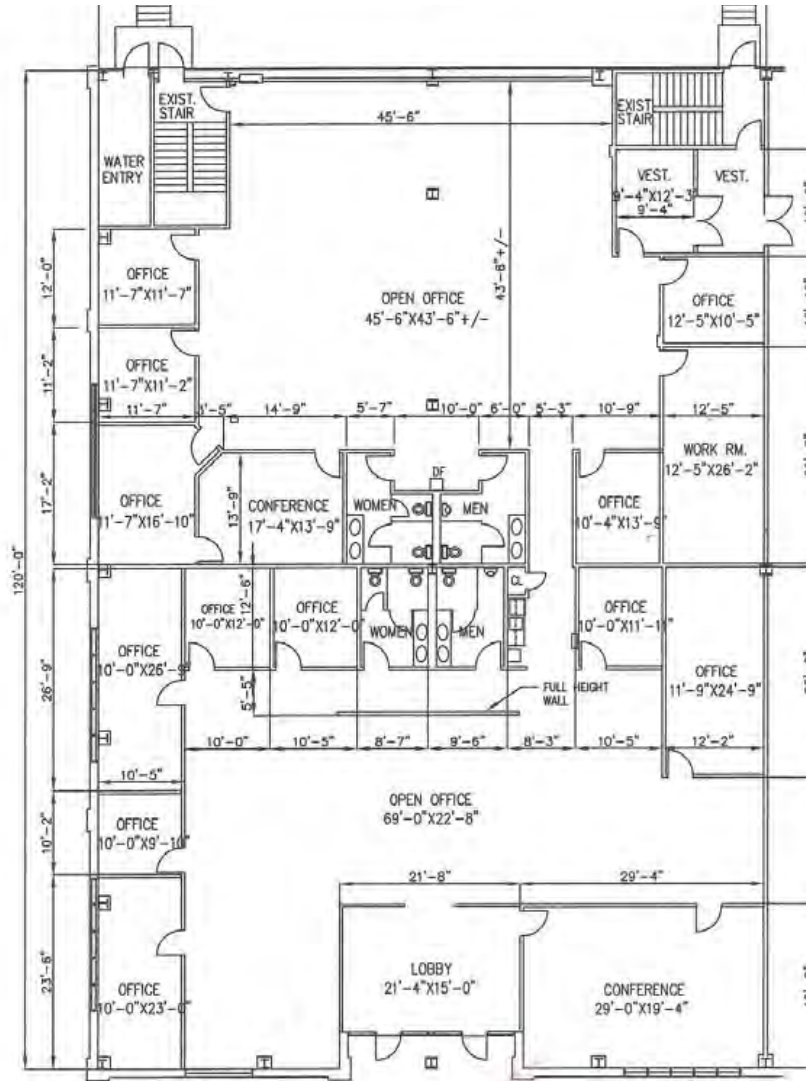 EXIST.
STAIR
45'-6"
EXIST
STAIR
WATER
ENTRY
VEST.
9'-4"X12'-3"
9'-4"
VEST.
12'-0"
OFFICE
11'-7"X11'-7"
OPEN OFFICE
45'-6"X43'-6"+/-
43'-6"+/-
OFFICE
12'-5"X10'-5"
11'-2"
OFFICE
11'-7"X11'-2"
11'-7"
14'-9"
5'-7"
10'-0"
6'-0"
5'-3"
10'-9"
12'-5"
17'-2"
OFFICE
11'-7"X16'-10"
13'-9"
CONFERENCE
17'-4"X13'-9"
WOMEN
DF
MEN
OFFICE
10'-4"X13'-9"
WORK RM.
12'-5"X26'-2"
120'-0"
26'-9"
OFFICE
OFFICE
10'-0"X12'-0"
12'-6"
OFFICE
10'-0"X12'-0"
WOMEN
MEN
OFFICE
10'-0"X11'-11"
OFFICE
11'-9"X24'-9"
5'-5"
FULL HEIGHT
WALL
10'-5"
10'-0"
10'-5"
8'-7"
9'-6"
8'-3"
10'-5"
12'-2"
10'-2"
OFFICE
10'-0"X9'-10"
OPEN OFFICE
69'-0"X22'-8"
21'-8"
29'-4"
23'-6"
OFFICE
10'-0"X23'-0"
LOBBY
21'-4"X15'-0"
CONFERENCE
29'-0"X19'-4"